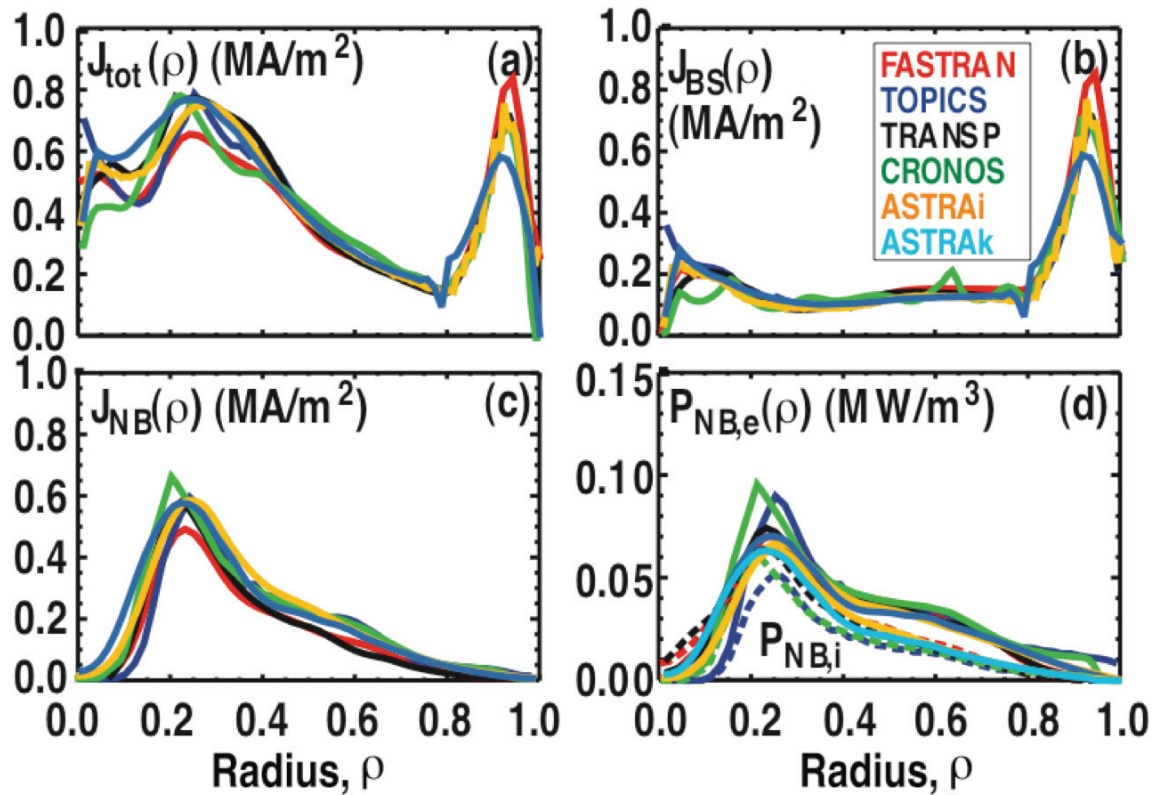 J_tot(ρ) (MA/m²) (a)
1.0
0.8
0.6
0.4
0.2
0.0
J_BS(ρ) (b)
(MA/m²)
FASTRAN
TOPICS
TRANSP
CRONOS
ASTRAi
ASTRAk
1.0
0.8
0.6
0.4
0.2
0.0
J_NB(ρ) (MA/m²) (c)
1.0
0.8
0.6
0.4
0.2
0.0
0.0 0.2 0.4 0.6 0.8 1.0
Radius, ρ
P_NB,e(ρ) (MW/m³) (d)
0.15
0.10
0.05
0.00
P_NB,i
0.0 0.2 0.4 0.6 0.8 1.0
Radius, ρ